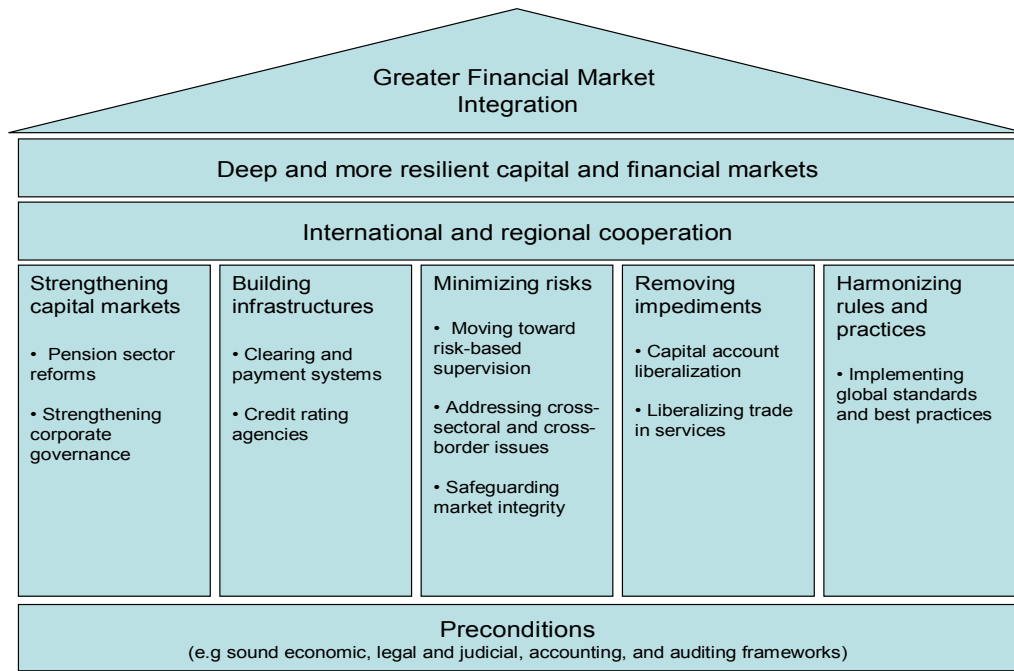 Greater Financial Market
Integration
Deep and more resilient capital and financial markets
International and regional cooperation
Strengthening
capital markets
• Pension sector
reforms
• Strengthening
corporate
governance
Building
infrastructures
• Clearing and
payment systems
• Credit rating
agencies
Minimizing risks
• Moving toward
risk-based
supervision
• Addressing cross-
sectoral and cross-
border issues
• Safeguarding
market integrity
Removing
impediments
• Capital account
liberalization
• Liberalizing trade
in services
Harmonizing
rules and
practices
• Implementing
global standards
and best practices
Preconditions
(e.g sound economic, legal and judicial, accounting, and auditing frameworks)